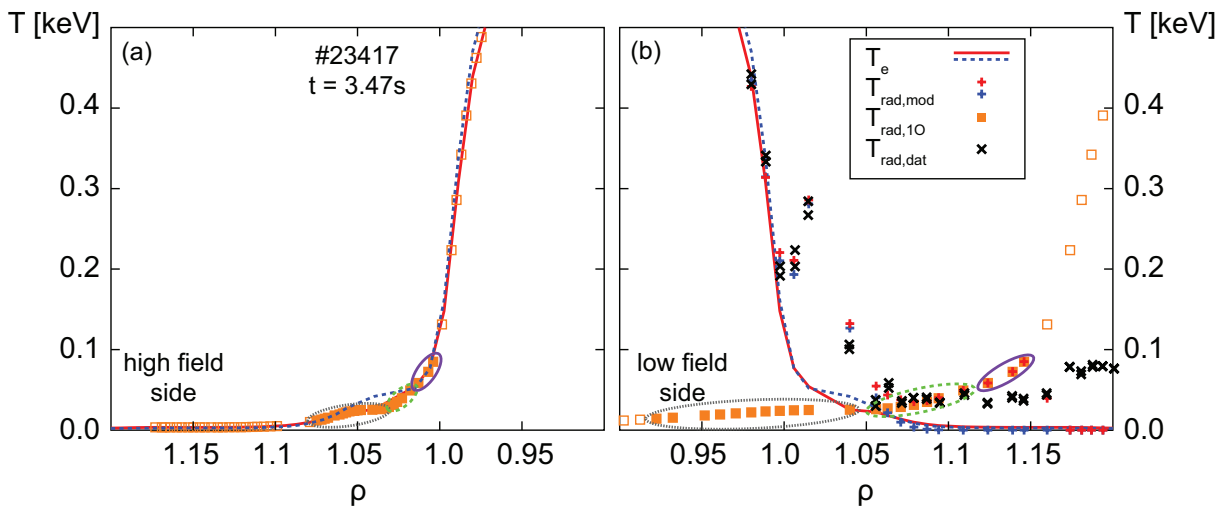 T [keV]
(a)
#23417
t = 3.47s
0.4
0.3
0.2
0.1
0.0
high field
side
1.15
1.1
1.05
1.0
0.95
ρ
(b)
T [keV]
T_e
T_rad,mod
T_rad,1O
T_rad,dat
0.4
0.3
0.2
0.1
0.0
low field
side
0.95
1.0
1.05
1.1
1.15
ρ